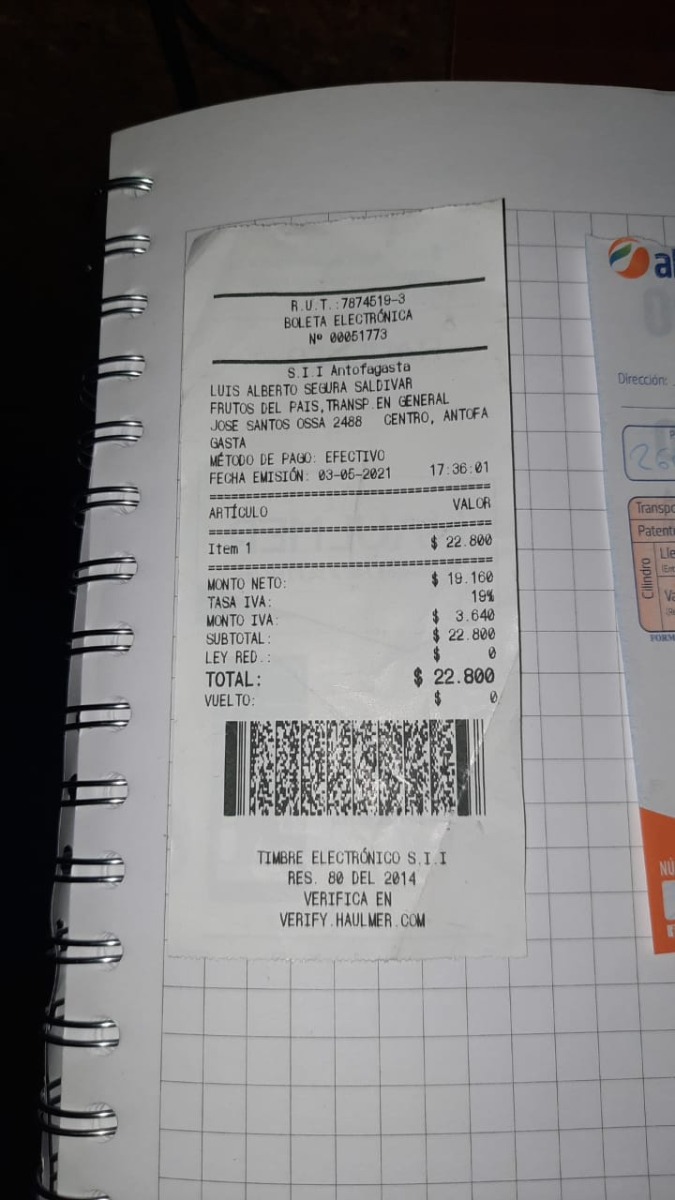 R.U.T.:7874519-3
BOLETA ELECTRÓNICA
Nº 00051773
S.I.I Antofagasta
LUIS ALBERTO SEGURA SALDIVAR
FRUTOS DEL PAIS,TRANSP.EN GENERAL
JOSE SANTOS OSSA 2488 CENTRO, ANTOFA
GASTA
MÉTODO DE PAGO: EFECTIVO
FECHA EMISIÓN: 03-05-2021 17:36:01
ARTÍCULO VALOR
Item 1 $ 22.800
MONTO NETO: $ 19.160
TASA IVA: 19%
MONTO IVA: $ 3.640
SUBTOTAL: $ 22.800
LEY RED.: $ 0
TOTAL: $ 22.800
VUELTO: $ 0
TIMBRE ELECTRÓNICO S.I.I
RES. 80 DEL 2014
VERIFICA EN
VERIFY.HAULMER.COM
Dirección:
Cilindro